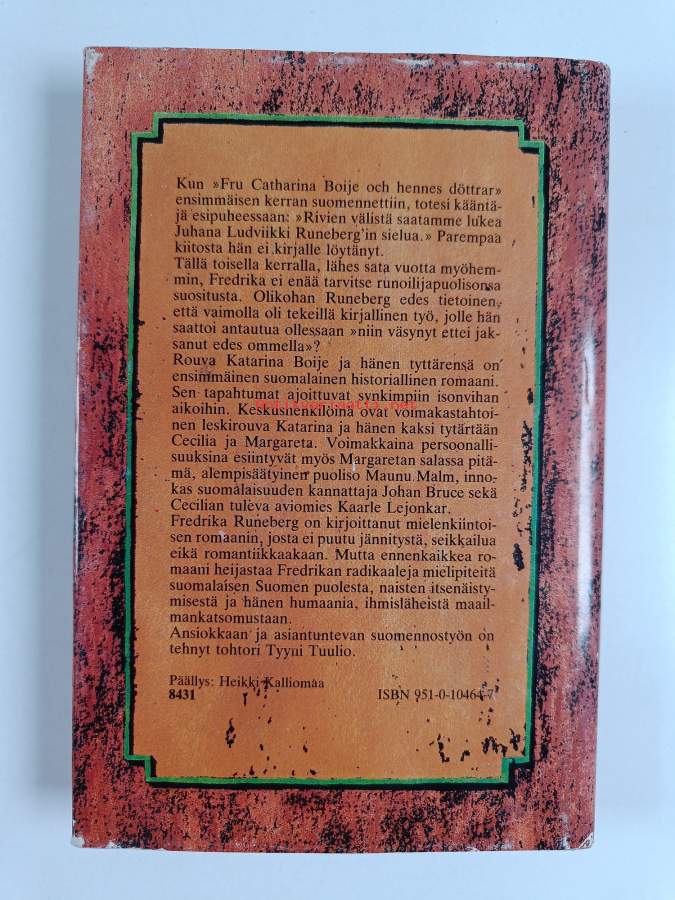 Kun »Fru Catharina Boije och hennes döttrar»
ensimmäisen kerran suomennettiin, totesi kääntä-
jä esipuheessaan: »Rivien välistä saatamme lukea
Juhana Ludviikki Runeberg'in sielua.» Parempaa
kiitosta hän ei kirjalle löytänyt.
Tällä toisella kerralla, lähes sata vuotta myöhem-
min, Fredrika ei enää tarvitse runoilijapuolisonsa
suositusta. Olikohan Runeberg edes tietoinen,
että vaimolla oli tekeillä kirjallinen työ, jolle hän
saattoi antautua ollessaan »niin väsynyt ettei jak-
sanut edes ommella»?
Rouva Katarina Boije ja hänen tyttärensä on
ensimmäinen suomalainen historiallinen romaani.
Sen tapahtumat ajoittuvat synkimpiin isonvihan
aikoihin. Keskushenkilöinä ovat voimakastahtoi-
nen leskirouva Katarina ja hänen kaksi tytärtään
Cecilia ja Margareta. Voimakkaina persoonalli-
suuksina esiintyvät myös Margaretan salassa pitä-
mä, alempisäätyinen puoliso Maunu Malm, inno-
kas suomalaisuuden kannattaja Johan Bruce sekä
Cecilian tuleva aviomies Kaarle Lejonkar.
Fredrika Runeberg on kirjoittanut mielenkiintoi-
sen romaanin, josta ei puutu jännitystä, seikkailua
eikä romantiikkaakaan. Mutta ennenkaikkea ro-
maani heijastaa Fredrikan radikaaleja mielipiteitä
suomalaisen Suomen puolesta, naisten itsenäisty-
misestä ja hänen humaania, ihmisläheistä maail-
mankatsomustaan.
Ansiokkaan ja asiantuntevan suomennostyön on
tehnyt tohtori Tyyni Tuulio.
Päällys: Heikki Kalliomaa
8431 ISBN 951-0-10464-7